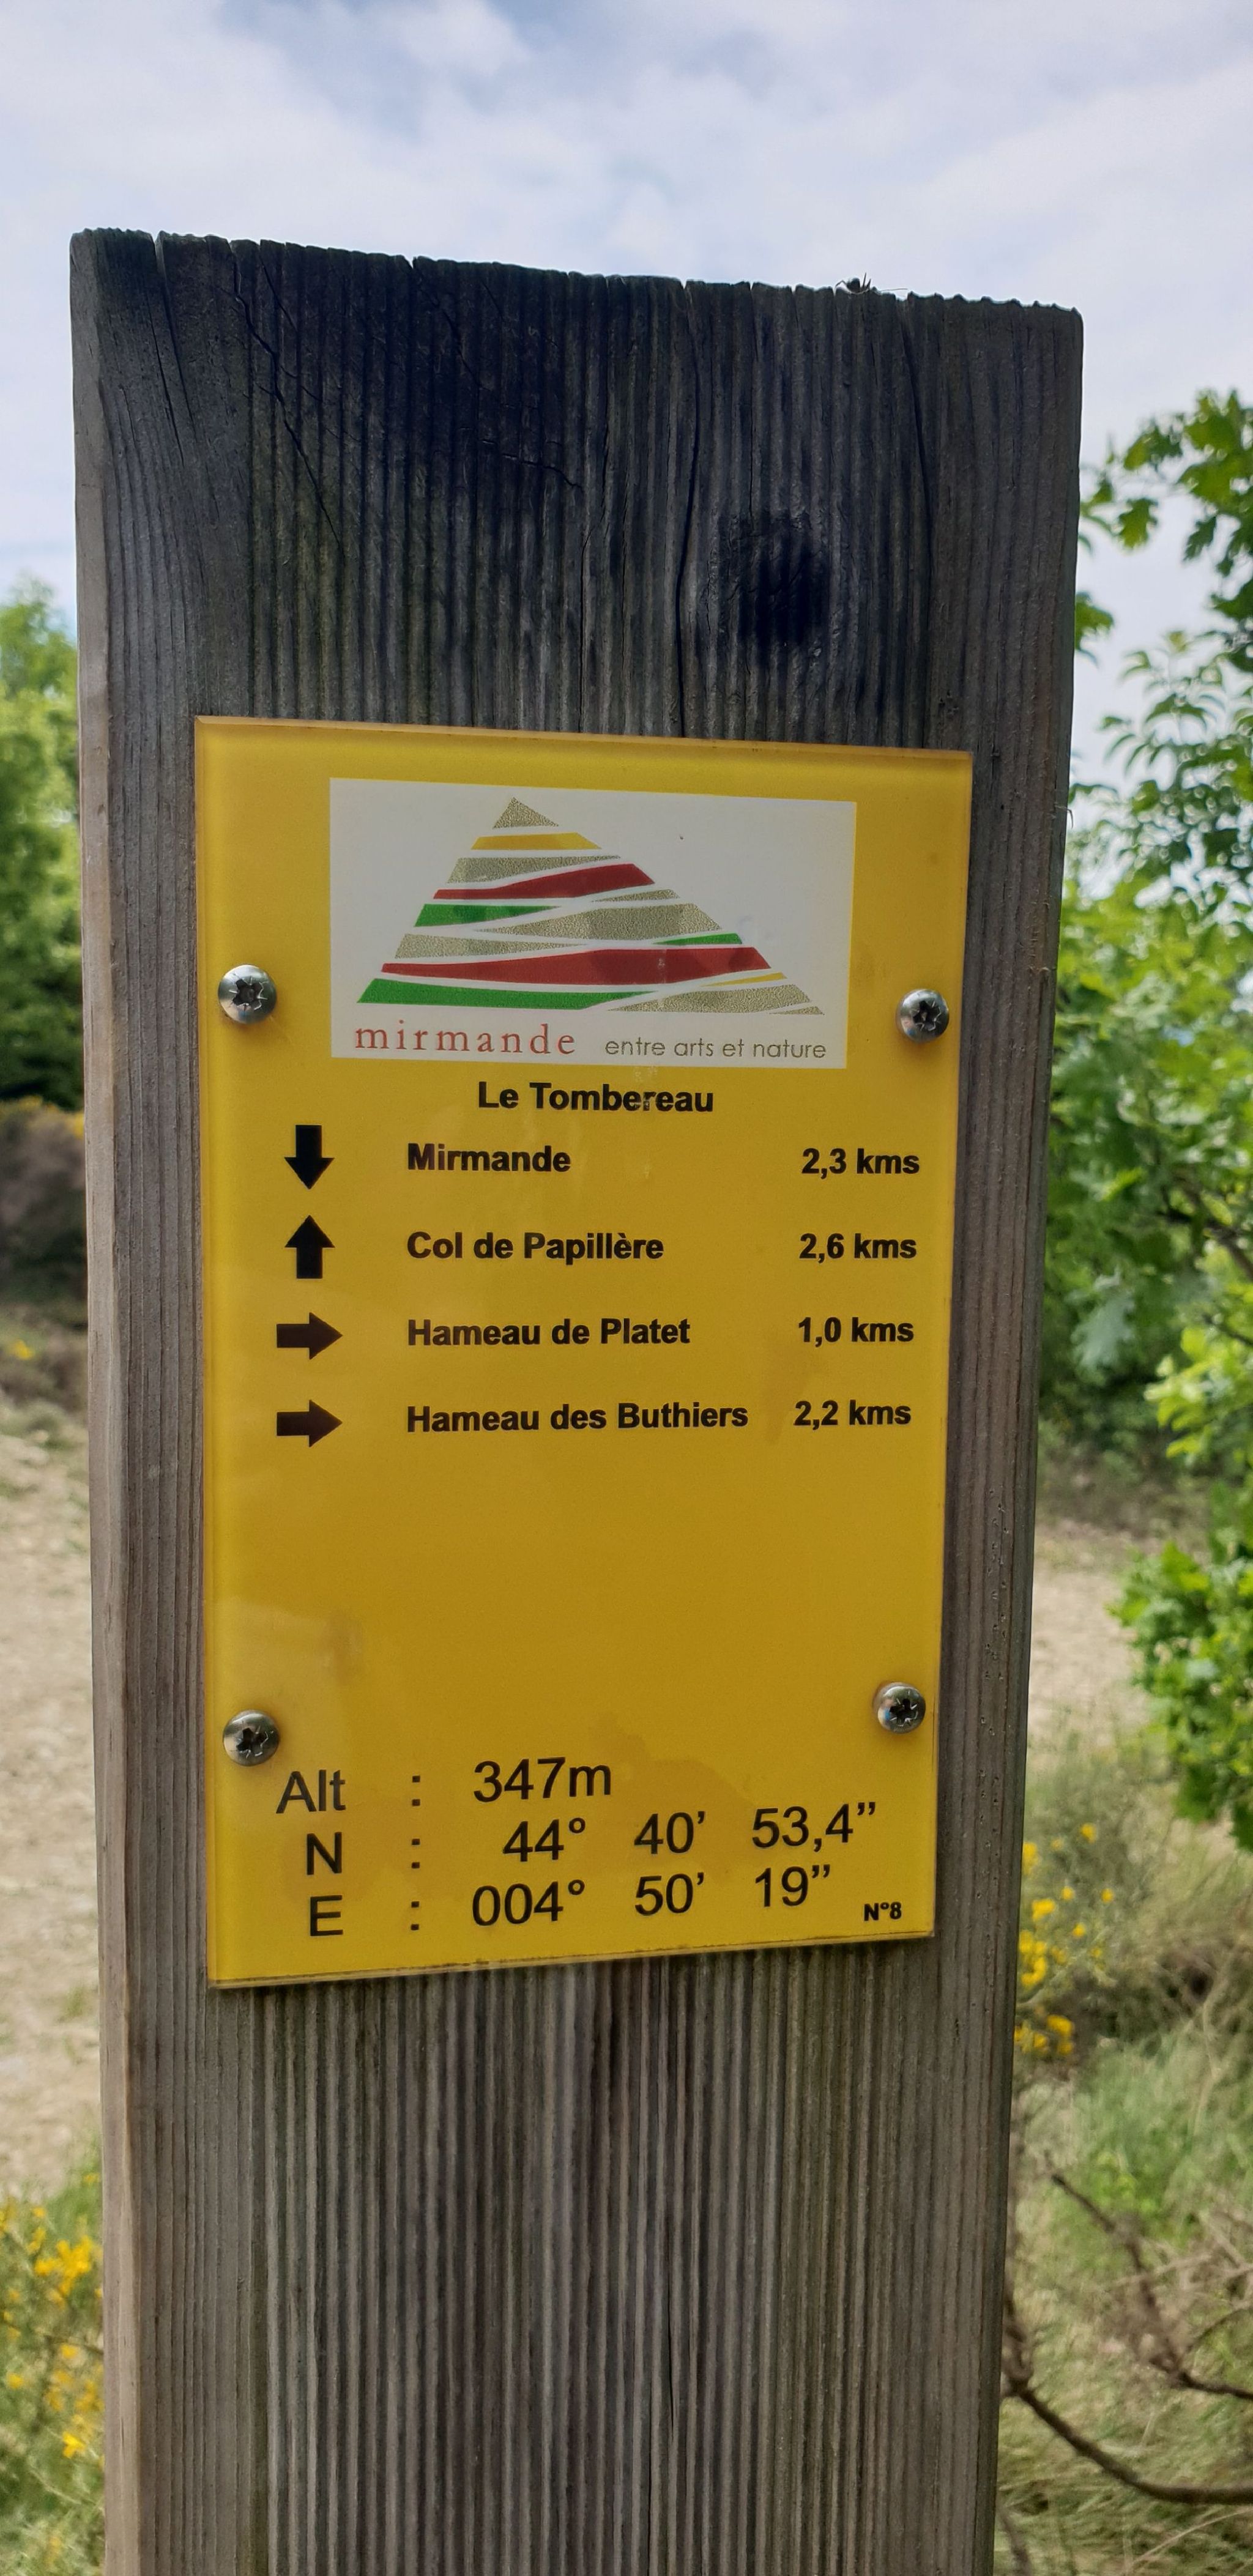 mirmande entre arts et nature
Le Tombereau
Mirmande 2,3 kms
Col de Papillère 2,6 kms
Hameau de Platet 1,0 kms
Hameau des Buthiers 2,2 kms
Alt : 347m
N : 44° 40’ 53,4”
E : 004° 50’ 19”
N°8